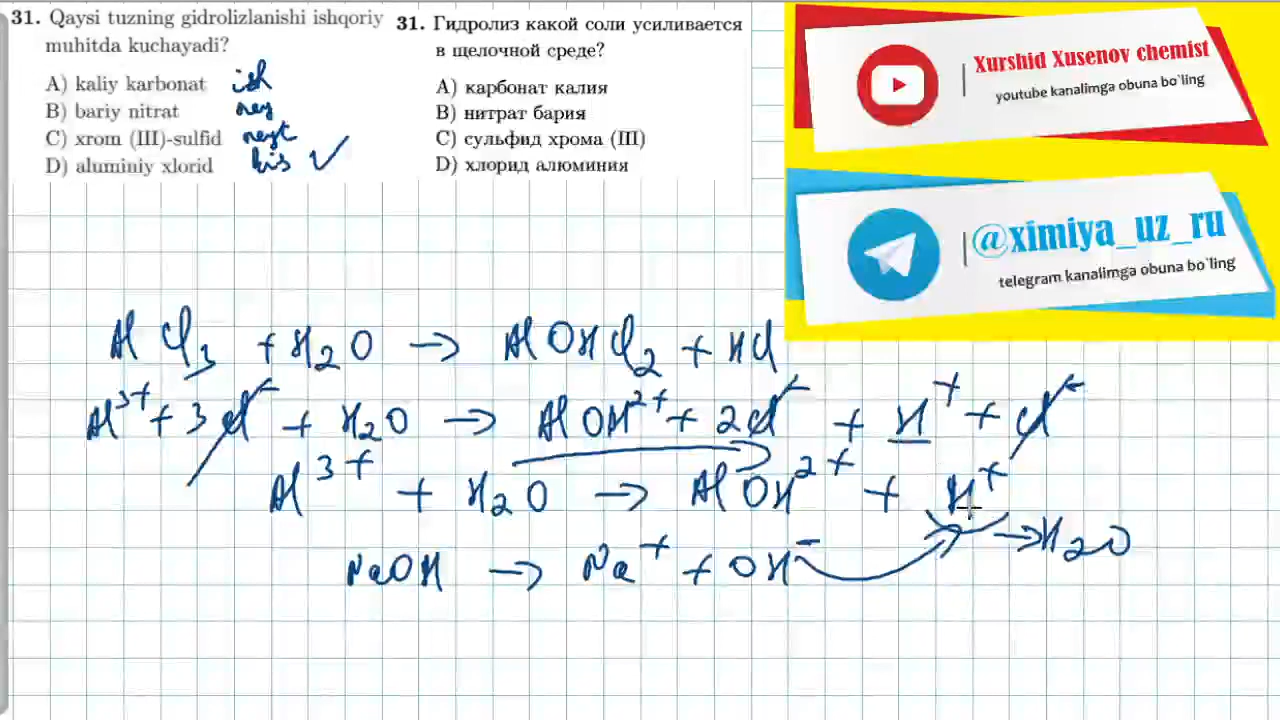 31. Qaysi tuzning gidrolizlanishi ishqoriy
muhitda kuchayadi?
A) kaliy karbonat ish
B) bariy nitrat ney
C) xrom (III)-sulfid neyt
D) aluminiy xlorid kis ✓
31. Гидролиз какой соли усиливается
в щелочной среде?
A) карбонат калия
B) нитрат бария
C) сульфид хрома (III)
D) хлорид алюминия
Xurshid Xusenov chemist
youtube kanalimga obuna bo`ling
@ximiya_uz_ru
telegram kanalimga obuna bo`ling
AlCl₃ + H₂O → AlOHCl₂ + HCl
Al³⁺ + 3Cl⁻ + H₂O → AlOH²⁺ + 2Cl⁻ + H⁺ + Cl⁻
Al³⁺ + H₂O → AlOH²⁺ + H⁺
→ H₂O
NaOH → Na⁺ + OH⁻